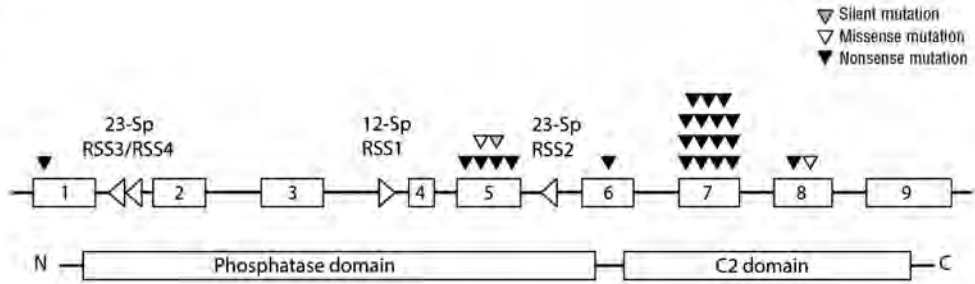 Silent mutation
Missense mutation
Nonsense mutation
23-Sp
RSS3/RSS4
12-Sp
RSS1
23-Sp
RSS2
1 2 3 4 5 6 7 8 9
N Phosphatase domain C2 domain C